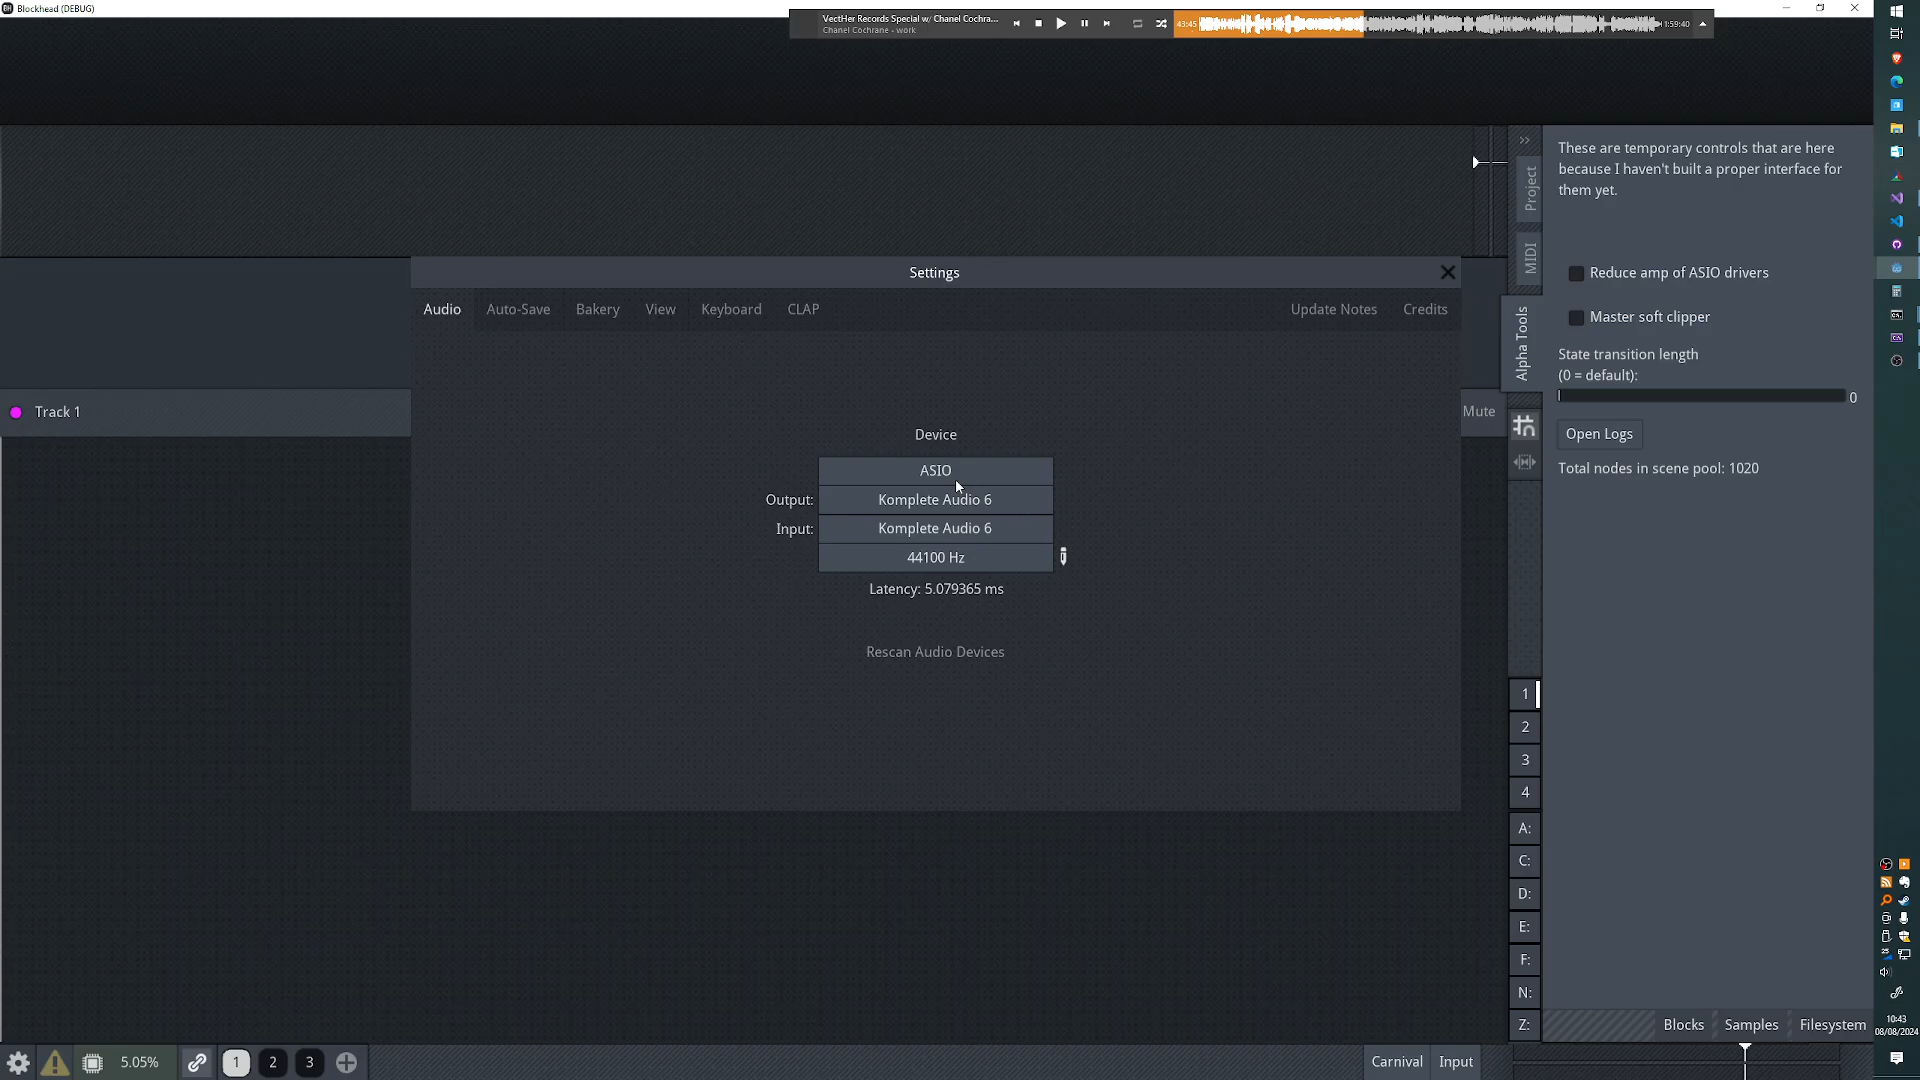 Blockhead (DEBUG)
VectHer Records Special w/ Chanel Cochra...
Chanel Cochrane - work
43:45
1:59:40
These are temporary controls that are here
because I haven't built a proper interface for
them yet.
Project
MIDI
Alpha Tools
Settings
Reduce amp of ASIO drivers
Audio
Auto-Save
Bakery
View
Keyboard
CLAP
Update Notes
Credits
Master soft clipper
State transition length
(0 = default):
0
Track 1
Mute
Device
Open Logs
ASIO
Total nodes in scene pool: 1020
Output: Komplete Audio 6
Input: Komplete Audio 6
44100 Hz
Latency: 5.079365 ms
Rescan Audio Devices
1
2
3
4
A:
C:
D:
E:
F:
N:
Z:
Blocks
Samples
Filesystem
5.05%
1
2
3
Carnival
Input
25
10:43
08/08/2024